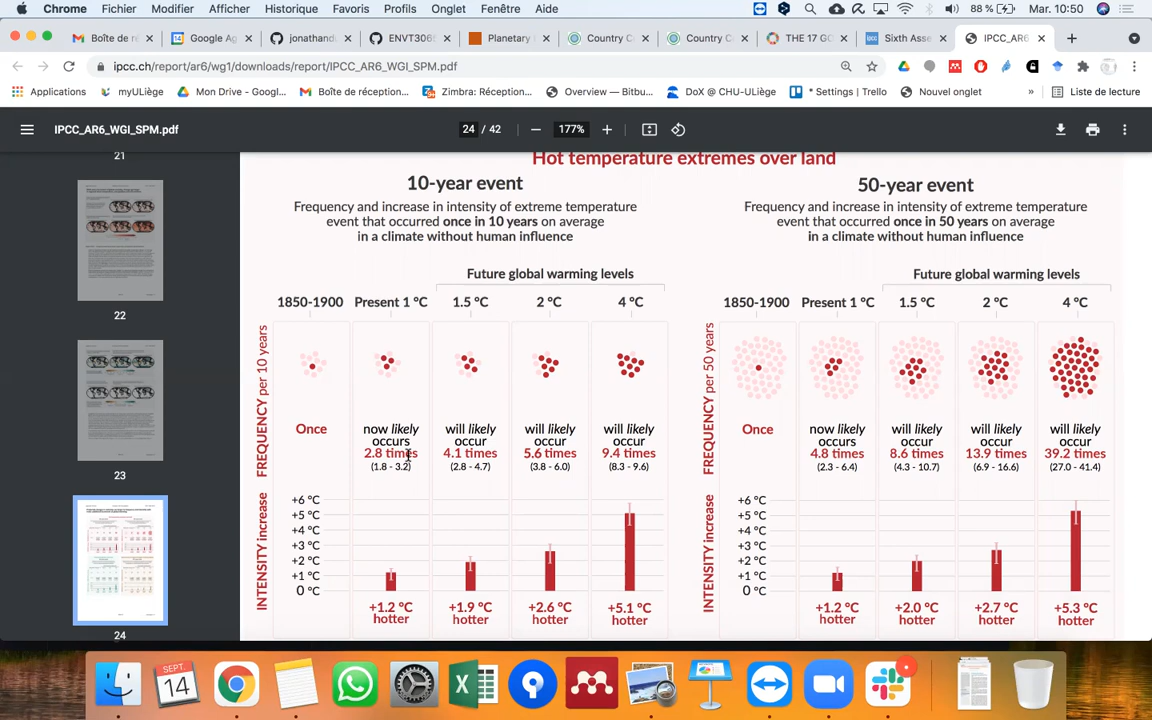 Chrome Fichier Modifier Afficher Historique Favoris Profils Onglet Fenêtre Aide 88 % Mar. 10:50
Boîte de r Google Ag jonathand ENVT306 Planetary Country C Country C THE 17 GO Sixth Asse IPCC_AR6
ipcc.ch/report/ar6/wg1/downloads/report/IPCC_AR6_WGI_SPM.pdf
Applications myULiège Mon Drive - Googl... Boîte de réception... Zimbra: Réception... Overview — Bitbu... DoX @ CHU-ULiège * Settings | Trello Nouvel onglet » Liste de lecture
IPCC_AR6_WGI_SPM.pdf 24 / 42 177%
21
22
23
24
Hot temperature extremes over land
10-year event
Frequency and increase in intensity of extreme temperature
event that occurred once in 10 years on average
in a climate without human influence
Future global warming levels
1850-1900 Present 1 °C 1.5 °C 2 °C 4 °C
FREQUENCY per 10 years
Once
now likely
occurs
2.8 times
(1.8 - 3.2)
will likely
occur
4.1 times
(2.8 - 4.7)
will likely
occur
5.6 times
(3.8 - 6.0)
will likely
occur
9.4 times
(8.3 - 9.6)
INTENSITY increase
+6 °C
+5 °C
+4 °C
+3 °C
+2 °C
+1 °C
0 °C
+1.2 °C
hotter
+1.9 °C
hotter
+2.6 °C
hotter
+5.1 °C
hotter
50-year event
Frequency and increase in intensity of extreme temperature
event that occurred once in 50 years on average
in a climate without human influence
Future global warming levels
1850-1900 Present 1 °C 1.5 °C 2 °C 4 °C
FREQUENCY per 50 years
Once
now likely
occurs
4.8 times
(2.3 - 6.4)
will likely
occur
8.6 times
(4.3 - 10.7)
will likely
occur
13.9 times
(6.9 - 16.6)
will likely
occur
39.2 times
(27.0 - 41.4)
INTENSITY increase
+6 °C
+5 °C
+4 °C
+3 °C
+2 °C
+1 °C
0 °C
+1.2 °C
hotter
+2.0 °C
hotter
+2.7 °C
hotter
+5.3 °C
hotter
SEPT.
14